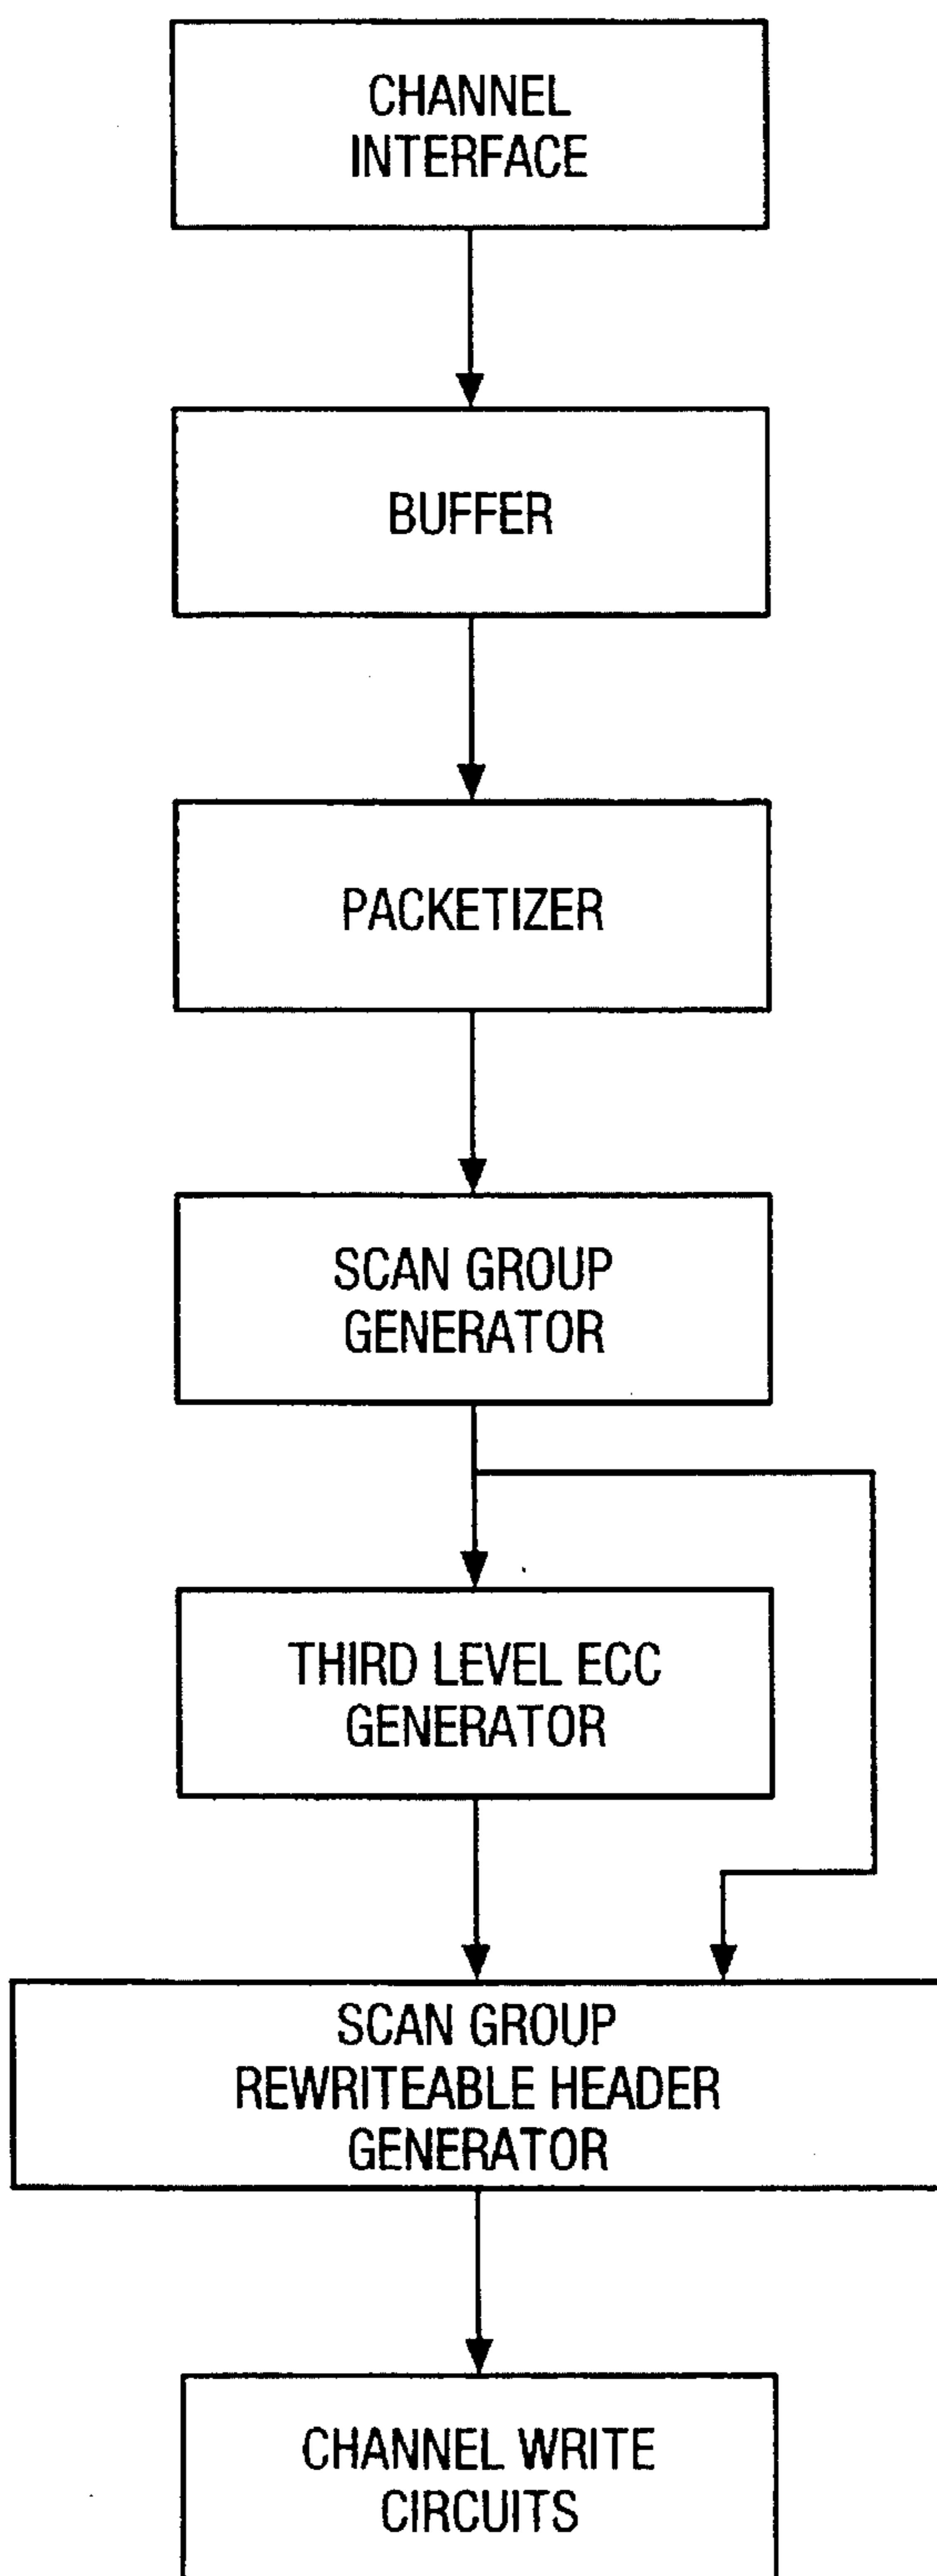 CHANNEL
INTERFACE
BUFFER
PACKETIZER
SCAN GROUP
GENERATOR
THIRD LEVEL ECC
GENERATOR
SCAN GROUP
REWRITEABLE HEADER
GENERATOR
CHANNEL WRITE
CIRCUITS